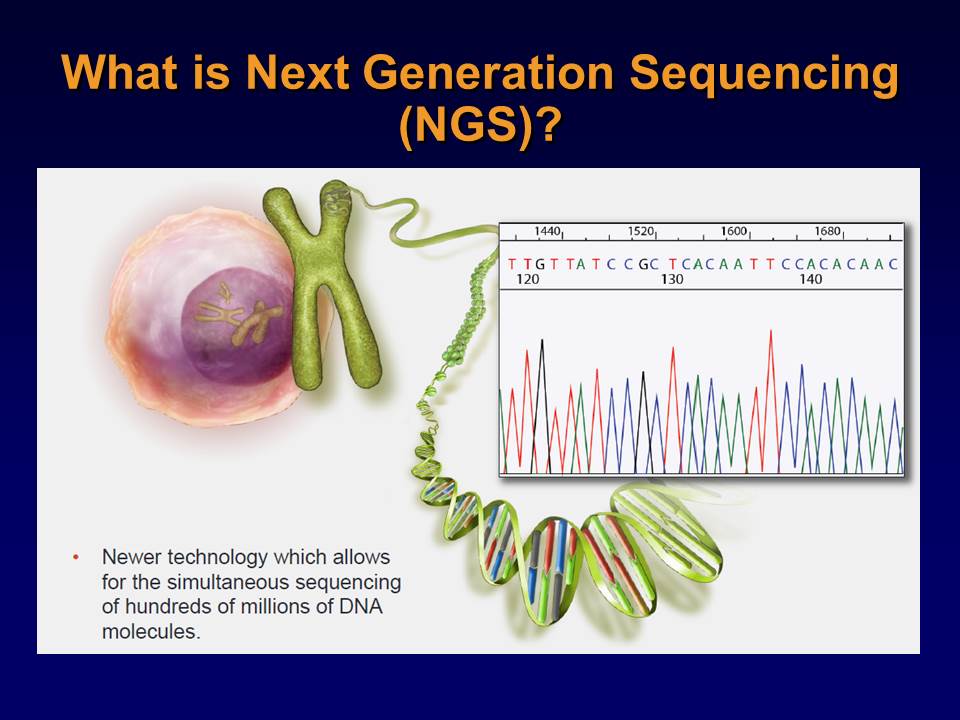 What is Next Generation Sequencing
(NGS)?
1440 1520 1600 1680
T T G T T A T C C G C T C A C A A T T C C A C A C A A C
120 130 140
• Newer technology which allows
for the simultaneous sequencing
of hundreds of millions of DNA
molecules.